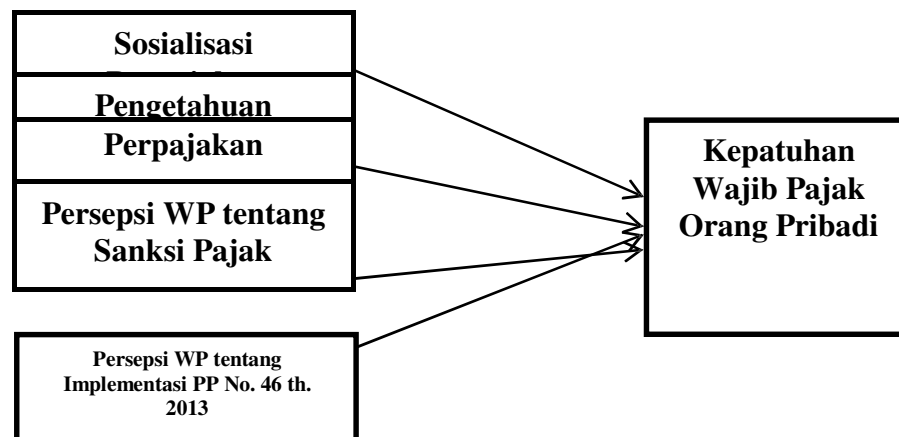 Sosialisasi
Pengetahuan
Perpajakan
Persepsi WP tentang
Sanksi Pajak
Persepsi WP tentang
Implementasi PP No. 46 th.
2013
Kepatuhan
Wajib Pajak
Orang Pribadi